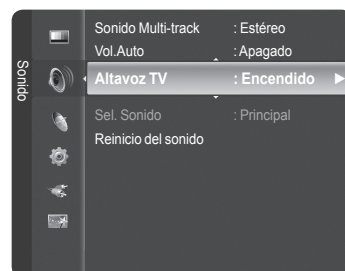 Sonido
Sonido Multi-track : Estéreo
Vol.Auto : Apagado
Altavoz TV : Encendido
Sel. Sonido : Principal
Reinicio del sonido